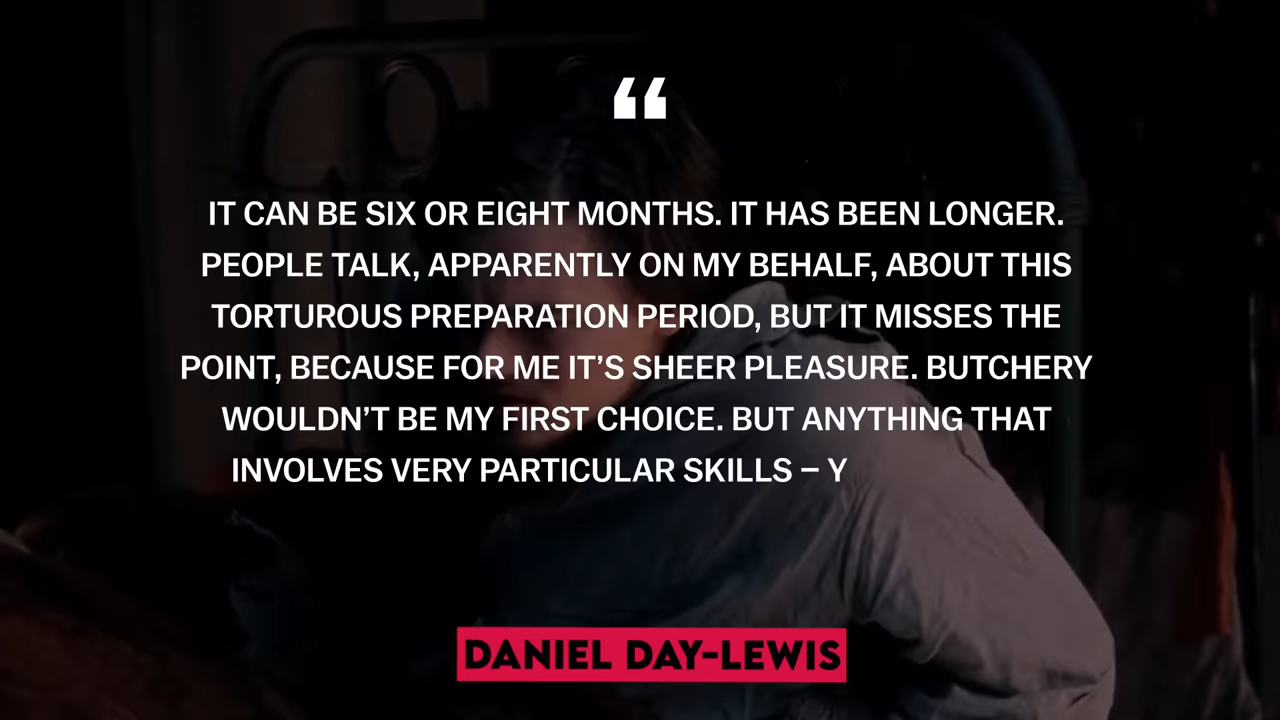 “
IT CAN BE SIX OR EIGHT MONTHS. IT HAS BEEN LONGER.
PEOPLE TALK, APPARENTLY ON MY BEHALF, ABOUT THIS
TORTUROUS PREPARATION PERIOD, BUT IT MISSES THE
POINT, BECAUSE FOR ME IT’S SHEER PLEASURE. BUTCHERY
WOULDN’T BE MY FIRST CHOICE. BUT ANYTHING THAT
INVOLVES VERY PARTICULAR SKILLS – Y
DANIEL DAY-LEWIS